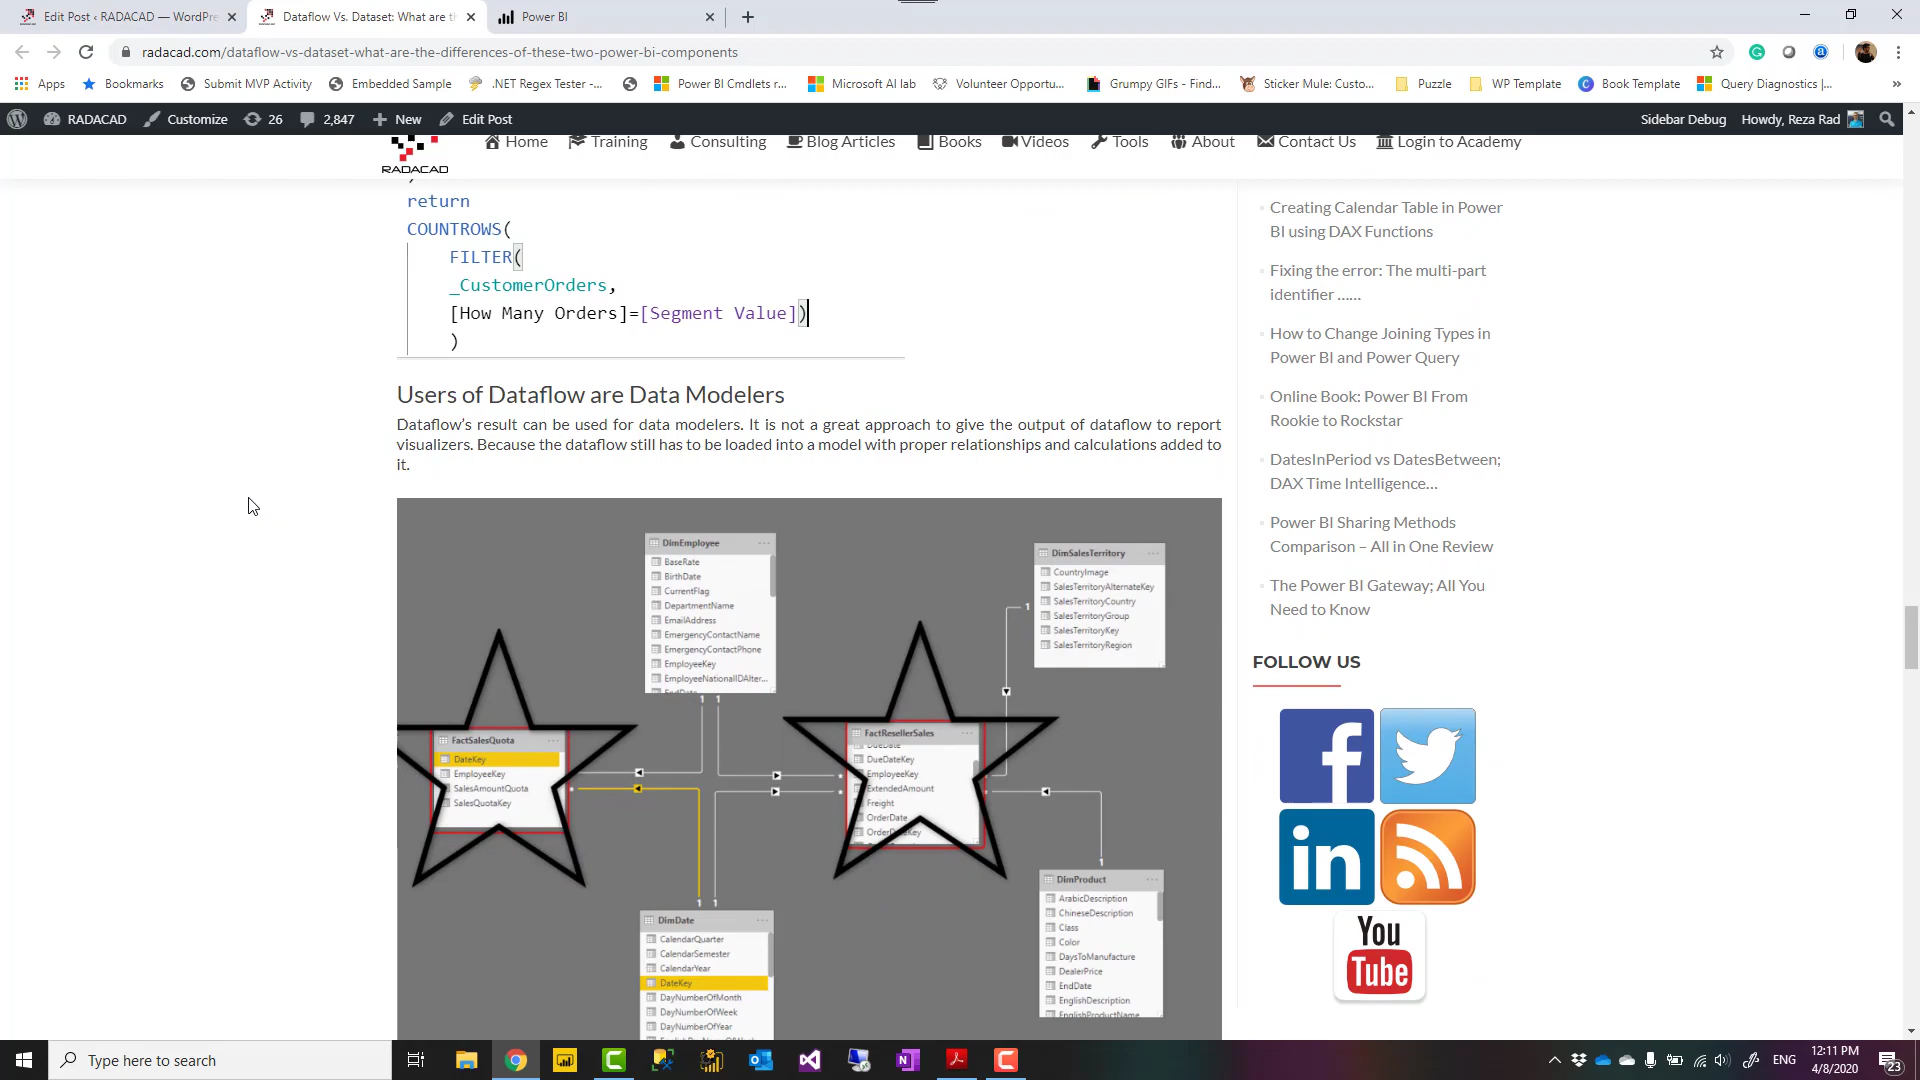 Edit Post ‹ RADACAD — WordPre
Dataflow Vs. Dataset: What are th
Power BI
radacad.com/dataflow-vs-dataset-what-are-the-differences-of-these-two-power-bi-components
Apps
Bookmarks
Submit MVP Activity
Embedded Sample
.NET Regex Tester -...
Power BI Cmdlets r...
Microsoft AI lab
Volunteer Opportu...
Grumpy GIFs - Find...
Sticker Mule: Custo...
Puzzle
WP Template
Book Template
Query Diagnostics |...
RADACAD
Customize
26
2,847
New
Edit Post
Sidebar Debug
Howdy, Reza Rad
RADACAD
Home
Training
Consulting
Blog Articles
Books
Videos
Tools
About
Contact Us
Login to Academy
return
COUNTROWS(
FILTER(
_CustomerOrders,
[How Many Orders]=[Segment Value])
)
Users of Dataflow are Data Modelers
Dataflow's result can be used for data modelers. It is not a great approach to give the output of dataflow to report
visualizers. Because the dataflow still has to be loaded into a model with proper relationships and calculations added to
it.
DimEmployee
BaseRate
BirthDate
CurrentFlag
DepartmentName
EmailAddress
EmergencyContactName
EmergencyContactPhone
EmployeeKey
EmployeeNationalIDAlter...
EndDate
DimSalesTerritory
CountryImage
SalesTerritoryAlternateKey
SalesTerritoryCountry
SalesTerritoryGroup
SalesTerritoryKey
SalesTerritoryRegion
1
1
1
FactSalesQuota
DateKey
EmployeeKey
SalesAmountQuota
SalesQuotaKey
FactResellerSales
DueDate
DueDateKey
EmployeeKey
ExtendedAmount
Freight
OrderDate
OrderDateKey
1
1
1
DimDate
CalendarQuarter
CalendarSemester
CalendarYear
DateKey
DayNumberOfMonth
DayNumberOfWeek
DayNumberOfYear
DimProduct
ArabicDescription
ChineseDescription
Class
Color
DaysToManufacture
DealerPrice
EndDate
EnglishDescription
EnglishProductName
Creating Calendar Table in Power
BI using DAX Functions
Fixing the error: The multi-part
identifier ……
How to Change Joining Types in
Power BI and Power Query
Online Book: Power BI From
Rookie to Rockstar
DatesInPeriod vs DatesBetween;
DAX Time Intelligence…
Power BI Sharing Methods
Comparison – All in One Review
The Power BI Gateway; All You
Need to Know
FOLLOW US
f
in
You
Tube
Type here to search
ENG
12:11 PM
4/8/2020
23